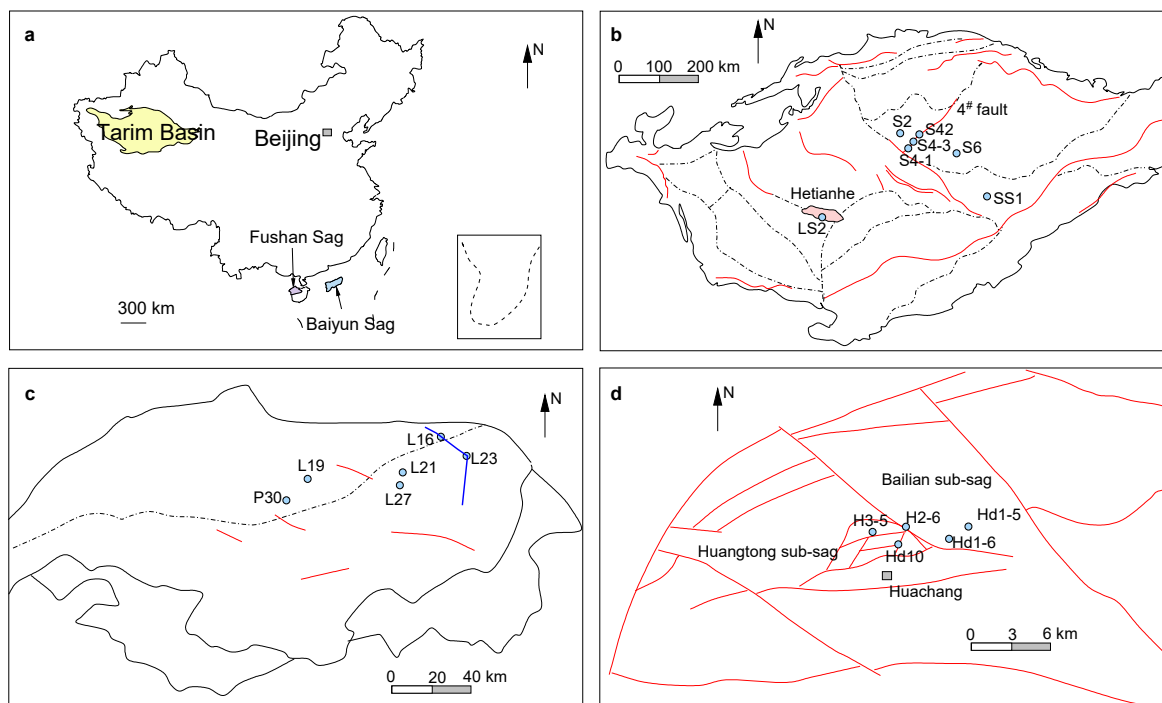 a
N
Tarim Basin
Beijing
Fushan Sag
300 km
Baiyun Sag
b
N
0 100 200 km
4# fault
S2
S42
S4-3
S6
S4-1
SS1
Hetianhe
LS2
c
N
L16
L23
L19
L21
P30
L27
0 20 40 km
d
N
Bailian sub-sag
H3-5
H2-6
Hd1-5
Hd1-6
Huangtong sub-sag
Hd10
Huachang
0 3 6 km